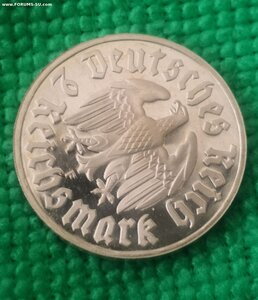 www.FORUMS-SU.com
Deutsches Reich
2 Reichsmark